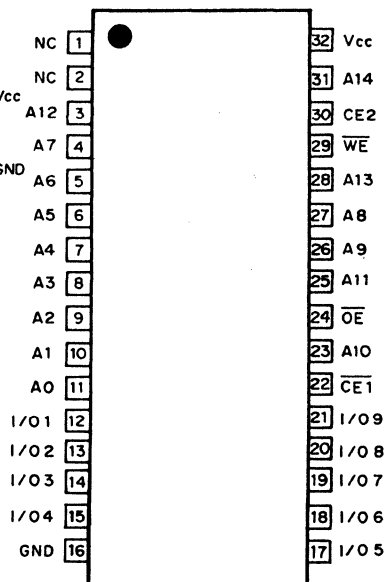 NC 1 32 Vcc
NC 2 31 A14
Vcc
A12 3 30 CE2
A7 4 29 WE
GND
A6 5 28 A13
A5 6 27 A8
A4 7 26 A9
A3 8 25 A11
A2 9 24 OE
A1 10 23 A10
A0 11 22 CE1
I/O1 12 21 I/O9
I/O2 13 20 I/O8
I/O3 14 19 I/O7
I/O4 15 18 I/O6
GND 16 17 I/O5